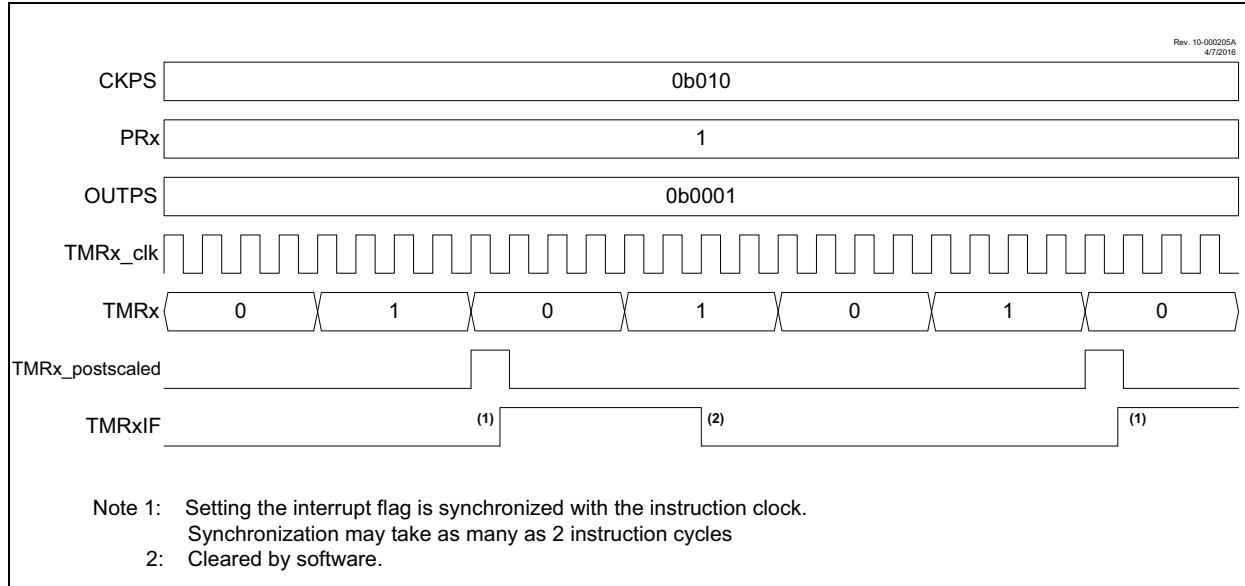 Rev. 10-000205A
4/7/2016
CKPS 0b010
PRx 1
OUTPS 0b0001
TMRx_clk
TMRx 0 1 0 1 0 1 0
TMRx_postscaled
TMRxIF (1) (2) (1)
Note 1: Setting the interrupt flag is synchronized with the instruction clock.
Synchronization may take as many as 2 instruction cycles
2: Cleared by software.